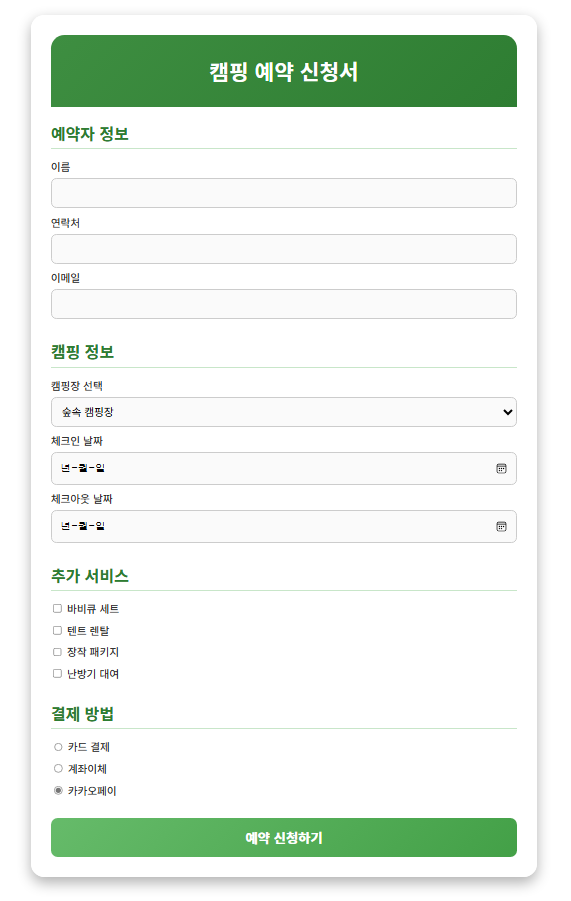 캠핑 예약 신청서
예약자 정보
이름
연락처
이메일
캠핑 정보
캠핑장 선택
숲속 캠핑장
체크인 날짜
년-월-일
체크아웃 날짜
년-월-일
추가 서비스
바비큐 세트
텐트 렌탈
장작 패키지
난방기 대여
결제 방법
카드 결제
계좌이체
카카오페이
예약 신청하기